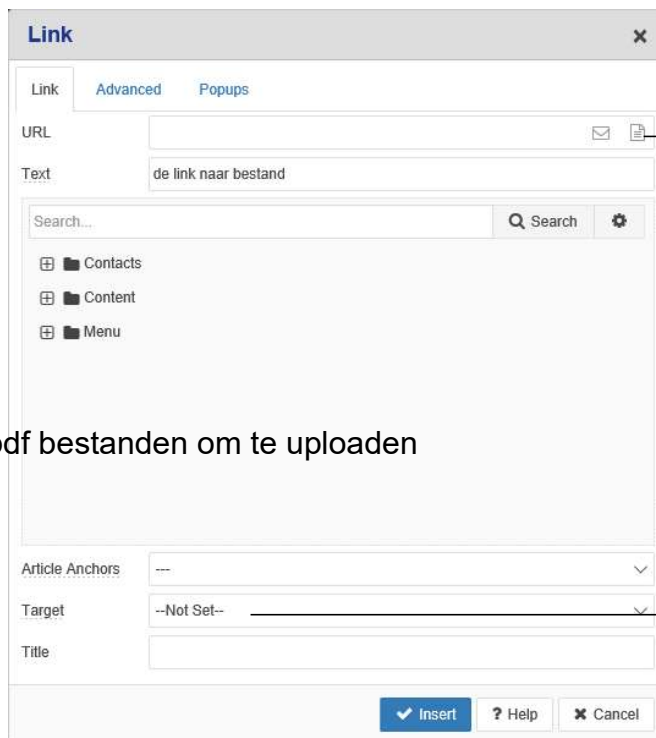 Link
Link Advanced Popups
URL
Text de link naar bestand
Search... Search
Contacts
Content
Menu
pdf bestanden om te uploaden
Article Anchors ---
Target --Not Set--
Title
Insert ? Help Cancel